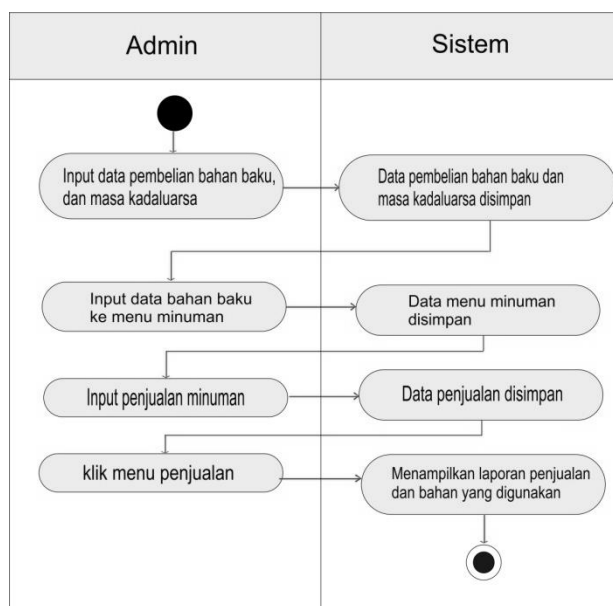 Admin
Sistem
Input data pembelian bahan baku,
dan masa kadaluarsa
Data pembelian bahan baku dan
masa kadaluarsa disimpan
Input data bahan baku
ke menu minuman
Data menu minuman
disimpan
Input penjualan minuman
Data penjualan disimpan
klik menu penjualan
Menampilkan laporan penjualan
dan bahan yang digunakan